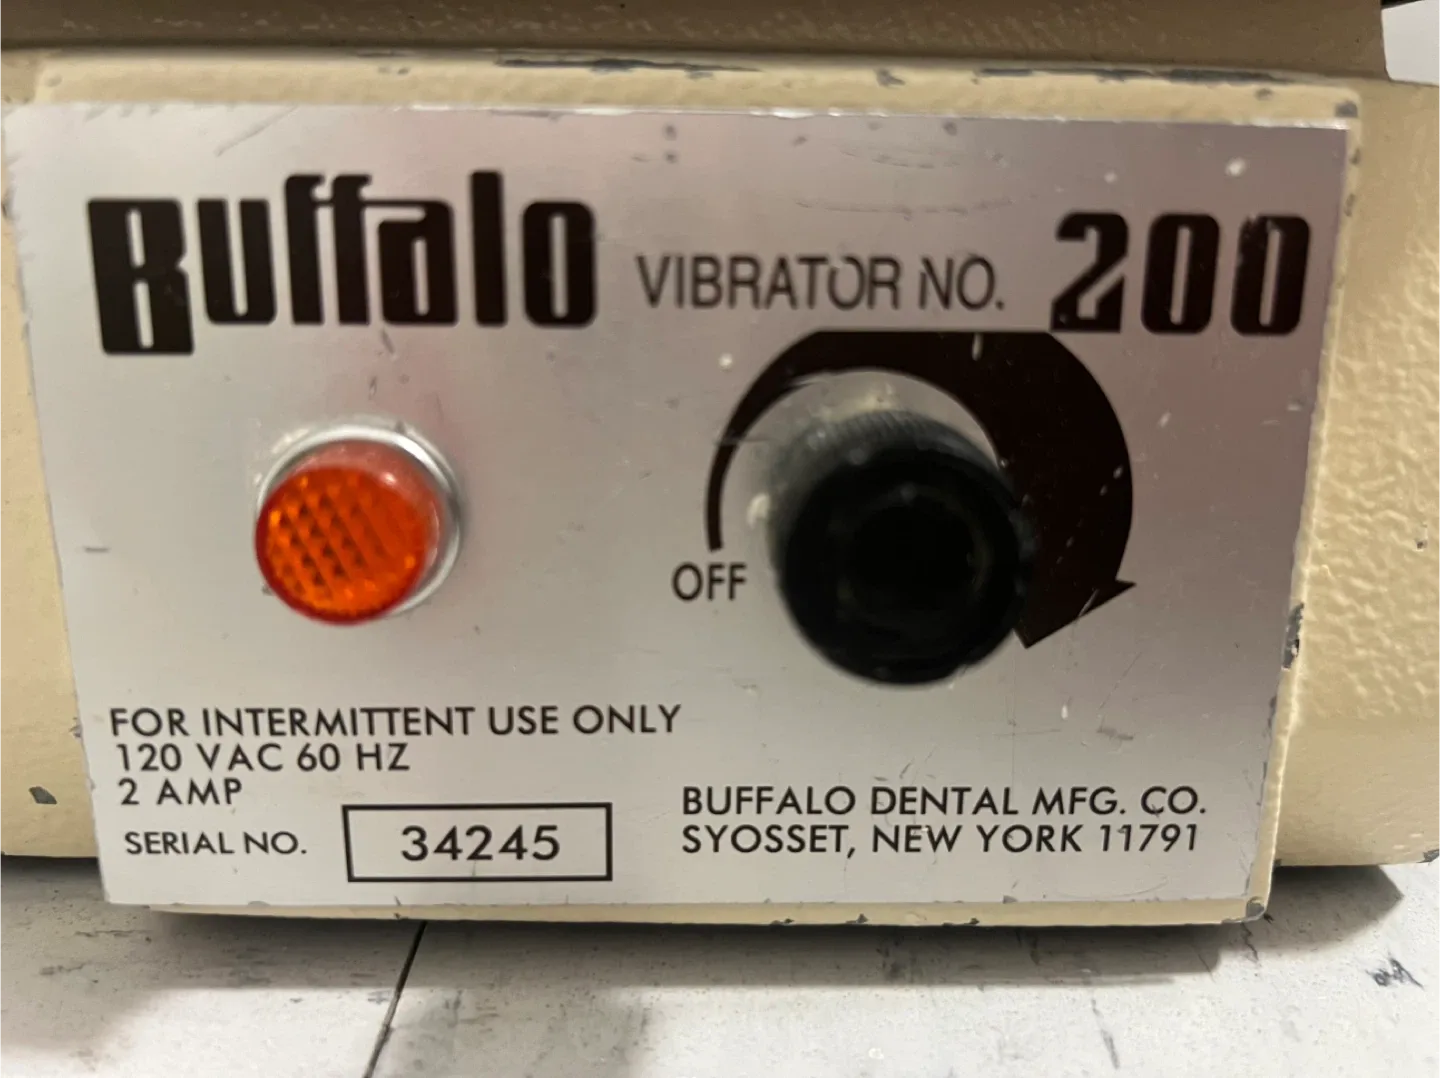 Buffalo VIBRATOR NO. 200
OFF
FOR INTERMITTENT USE ONLY
120 VAC 60 HZ
2 AMP
SERIAL NO. 34245
BUFFALO DENTAL MFG. CO.
SYOSSET, NEW YORK 11791